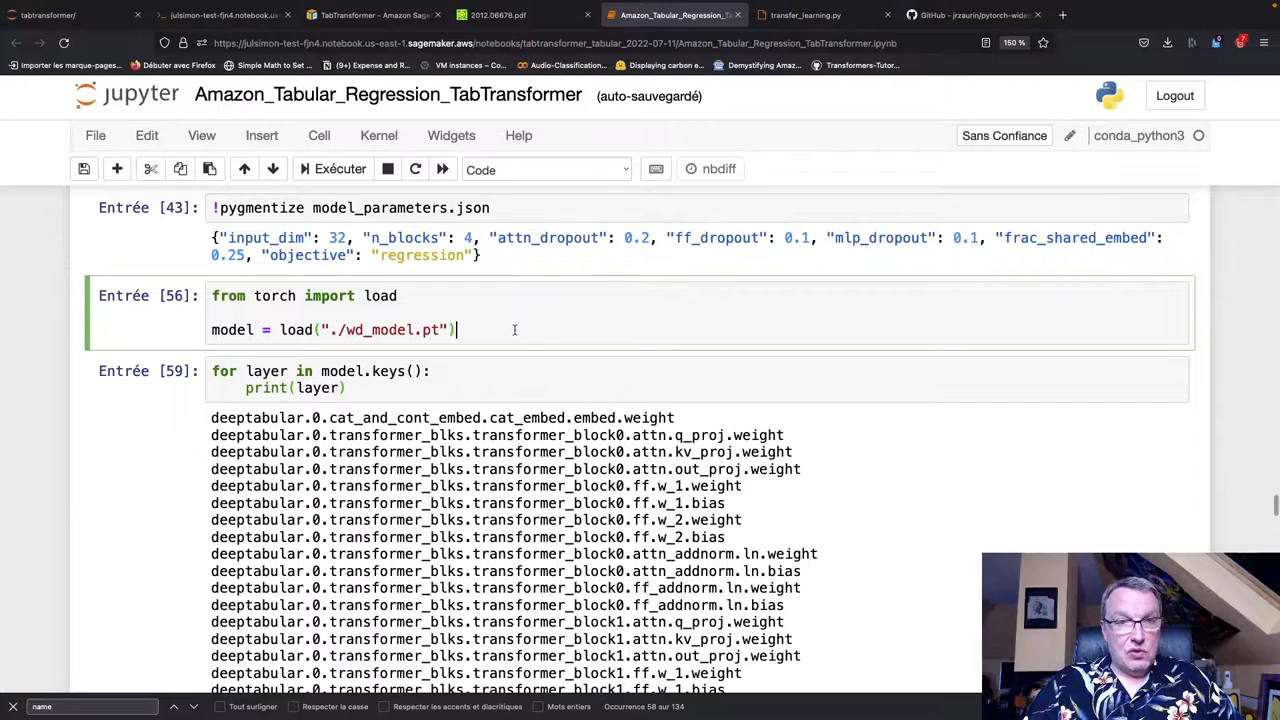 tabtransformer/
julsimon-test-fjn4.notebook.us-e
TabTransformer - Amazon Sag
2012.06678.pdf
Amazon_Tabular_Regression_T
transfer_learning.py
GitHub - jrzaurin/pytorch-wide
https://julsimon-test-fjn4.notebook.us-east-1.sagemaker.aws/notebooks/tabtransformer_tabular_2022-07-11/Amazon_Tabular_Regression_TabTransformer.ipynb
150 %
Importer les marque-pages...
Débuter avec Firefox
Simple Math to Set ...
(9+) Expense and R...
VM instances – Co...
Audio-Classification...
Displaying carbon e...
Demystifying Amaz...
Transformers-Tutor...
jupyter
Amazon_Tabular_Regression_TabTransformer
(auto-sauvegardé)
Logout
File Edit View Insert Cell Kernel Widgets Help
Sans Confiance
conda_python3
Exécuter
Code
nbdiff
Entrée [43]: !pygmentize model_parameters.json
{"input_dim": 32, "n_blocks": 4, "attn_dropout": 0.2, "ff_dropout": 0.1, "mlp_dropout": 0.1, "frac_shared_embed":
0.25, "objective": "regression"}
Entrée [56]: from torch import load
model = load("./wd_model.pt")
Entrée [59]: for layer in model.keys():
print(layer)
deeptabular.0.cat_and_cont_embed.cat_embed.embed.weight
deeptabular.0.transformer_blks.transformer_block0.attn.q_proj.weight
deeptabular.0.transformer_blks.transformer_block0.attn.kv_proj.weight
deeptabular.0.transformer_blks.transformer_block0.attn.out_proj.weight
deeptabular.0.transformer_blks.transformer_block0.ff.w_1.weight
deeptabular.0.transformer_blks.transformer_block0.ff.w_1.bias
deeptabular.0.transformer_blks.transformer_block0.ff.w_2.weight
deeptabular.0.transformer_blks.transformer_block0.ff.w_2.bias
deeptabular.0.transformer_blks.transformer_block0.attn_addnorm.ln.weight
deeptabular.0.transformer_blks.transformer_block0.attn_addnorm.ln.bias
deeptabular.0.transformer_blks.transformer_block0.ff_addnorm.ln.weight
deeptabular.0.transformer_blks.transformer_block0.ff_addnorm.ln.bias
deeptabular.0.transformer_blks.transformer_block1.attn.q_proj.weight
deeptabular.0.transformer_blks.transformer_block1.attn.kv_proj.weight
deeptabular.0.transformer_blks.transformer_block1.attn.out_proj.weight
deeptabular.0.transformer_blks.transformer_block1.ff.w_1.weight
deeptabular.0.transformer_blks.transformer_block1.ff.w_1.bias
name
Tout surligner
Respecter la casse
Respecter les accents et diacritiques
Mots entiers
Occurrence 58 sur 134